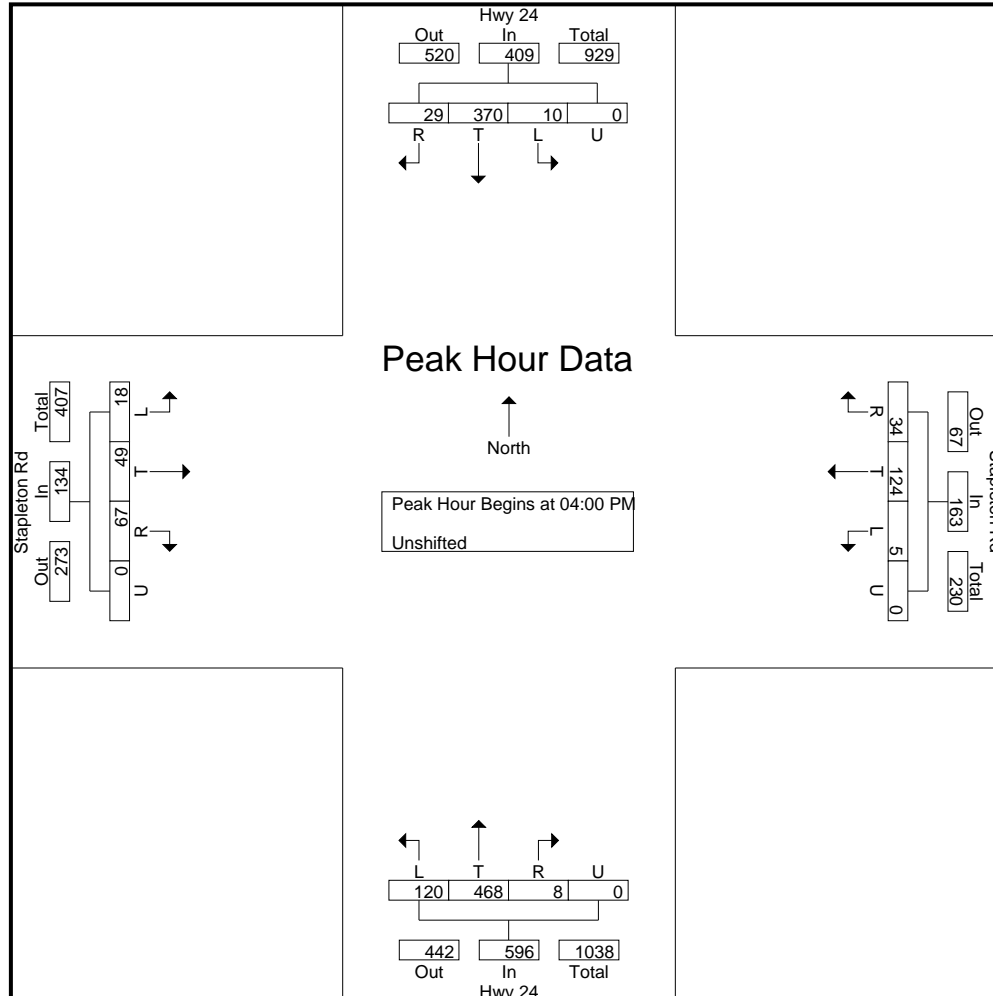 Hwy 24
Out In Total
520 409 929
29 370 10 0
R T L U
Peak Hour Data
North
Peak Hour Begins at 04:00 PM
Unshifted
Stapleton Rd
Total In Out
407 134 273
18 49 67 0
L T R U
R T L U
34 124 5 0
Out In Total
67 163 230
Stapleton Rd
L T R U
120 468 8 0
442 596 1038
Out In Total
Hwy 24